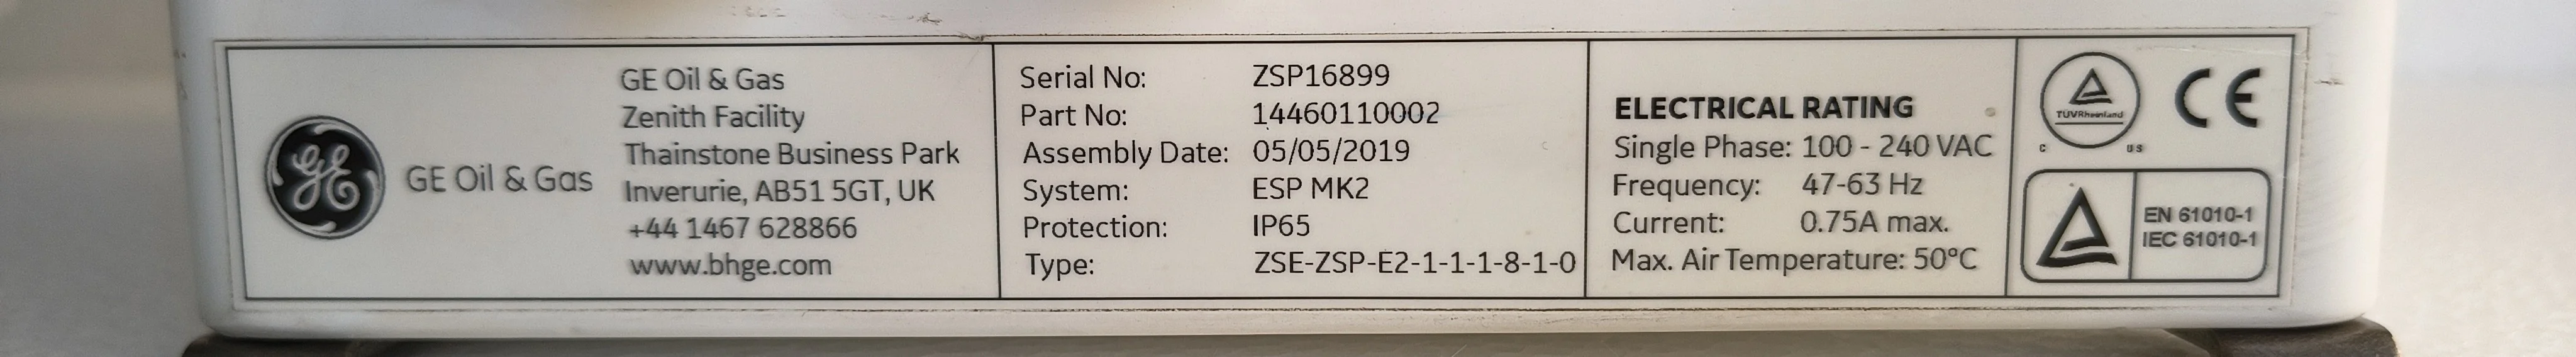 GE
GE Oil & Gas
GE Oil & Gas
Zenith Facility
Thainstone Business Park
Inverurie, AB51 5GT, UK
+44 1467 628866
www.bhge.com
Serial No: ZSP16899
Part No: 14460110002
Assembly Date: 05/05/2019
System: ESP MK2
Protection: IP65
Type: ZSE-ZSP-E2-1-1-1-8-1-0
ELECTRICAL RATING
Single Phase: 100 - 240 VAC
Frequency: 47-63 Hz
Current: 0.75A max.
Max. Air Temperature: 50°C
TÜVRheinland
C US
CE
EN 61010-1
IEC 61010-1